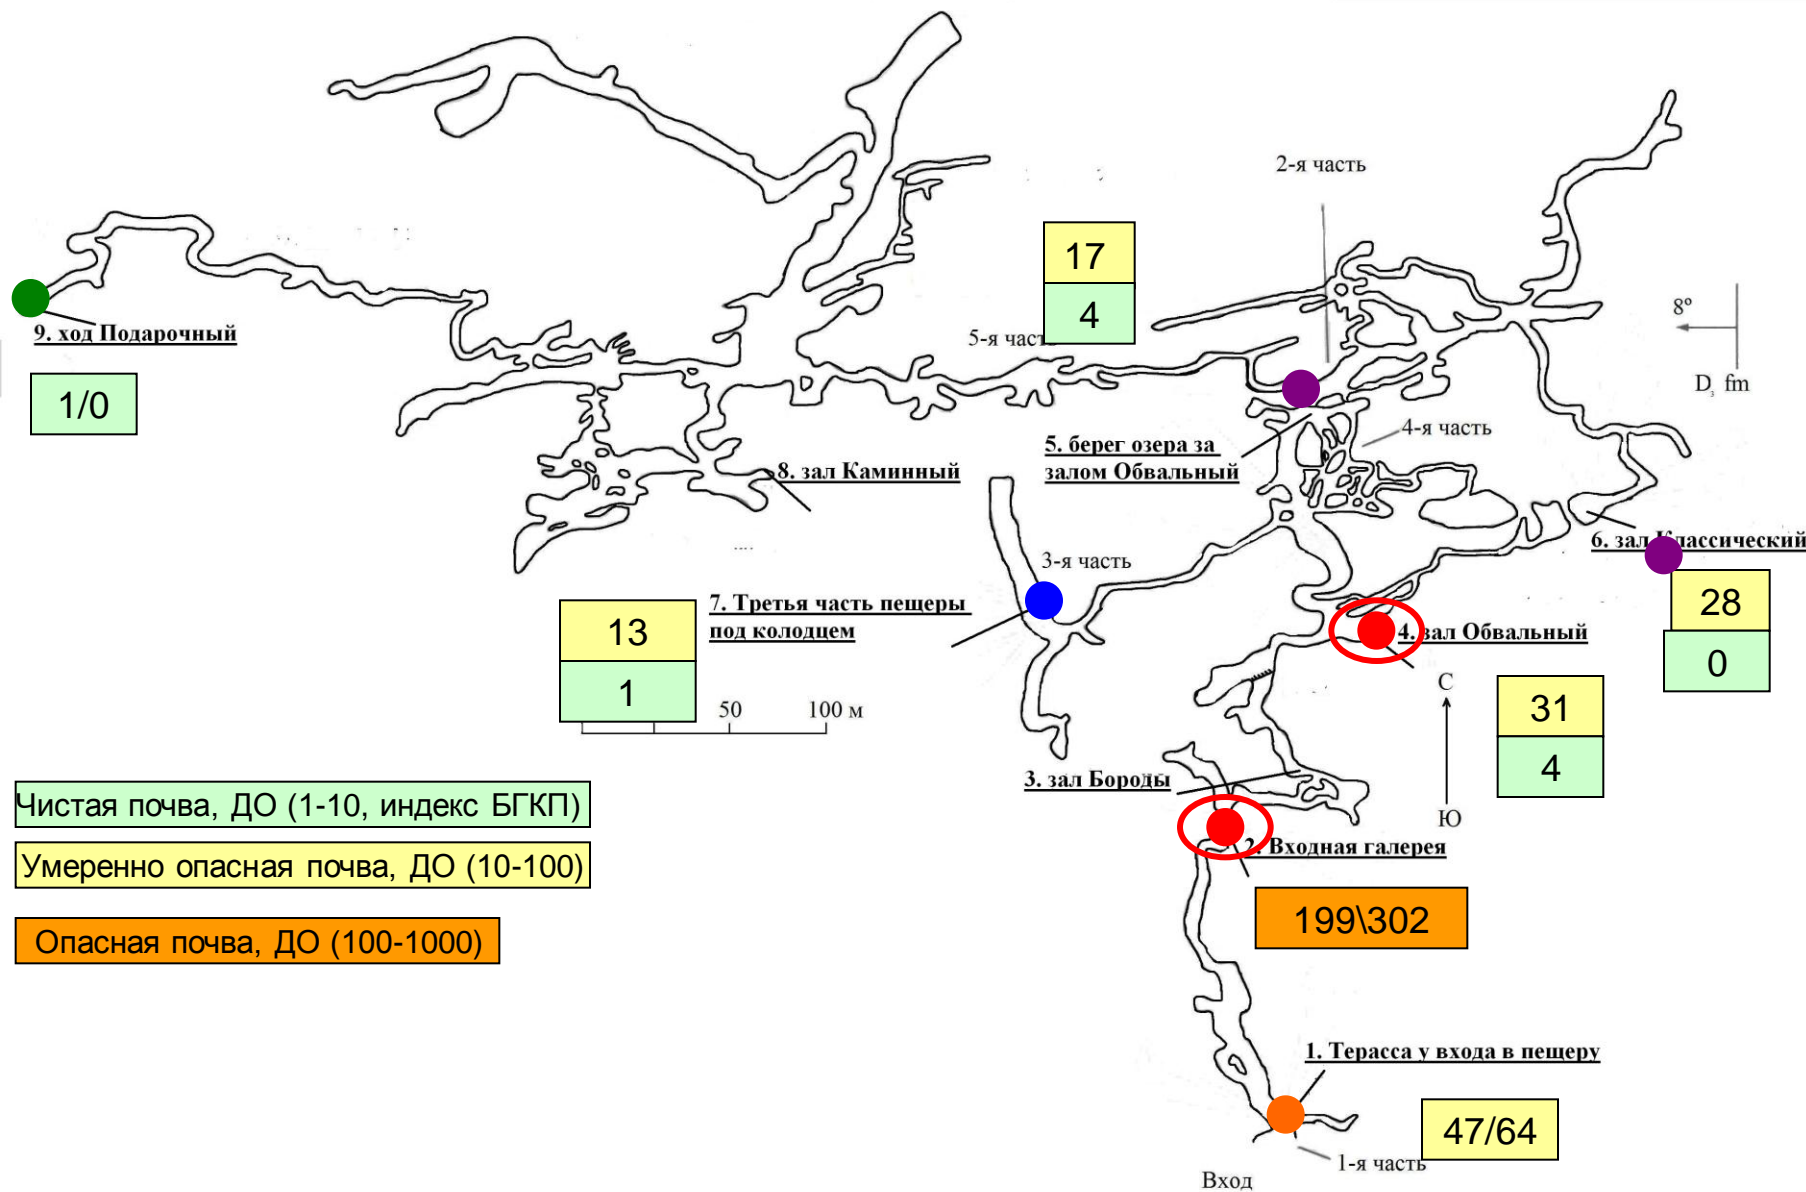 2-я часть
17
4
5-я част
8º
D₃ fm
9. ход Подарочный
1/0
4-я часть
5. берег озера за
залом Обвальный
8. зал Каминный
6. зал Классический
28
0
3-я часть
7. Третья часть пещеры
под колодцем
13
1
50
100 м
4. зал Обвальный
С
Ю
31
4
3. зал Бороды
2. Входная галерея
199\302
Чистая почва, ДО (1-10, индекс БГКП)
Умеренно опасная почва, ДО (10-100)
Опасная почва, ДО (100-1000)
1. Терасса у входа в пещеру
47/64
1-я часть
Вход